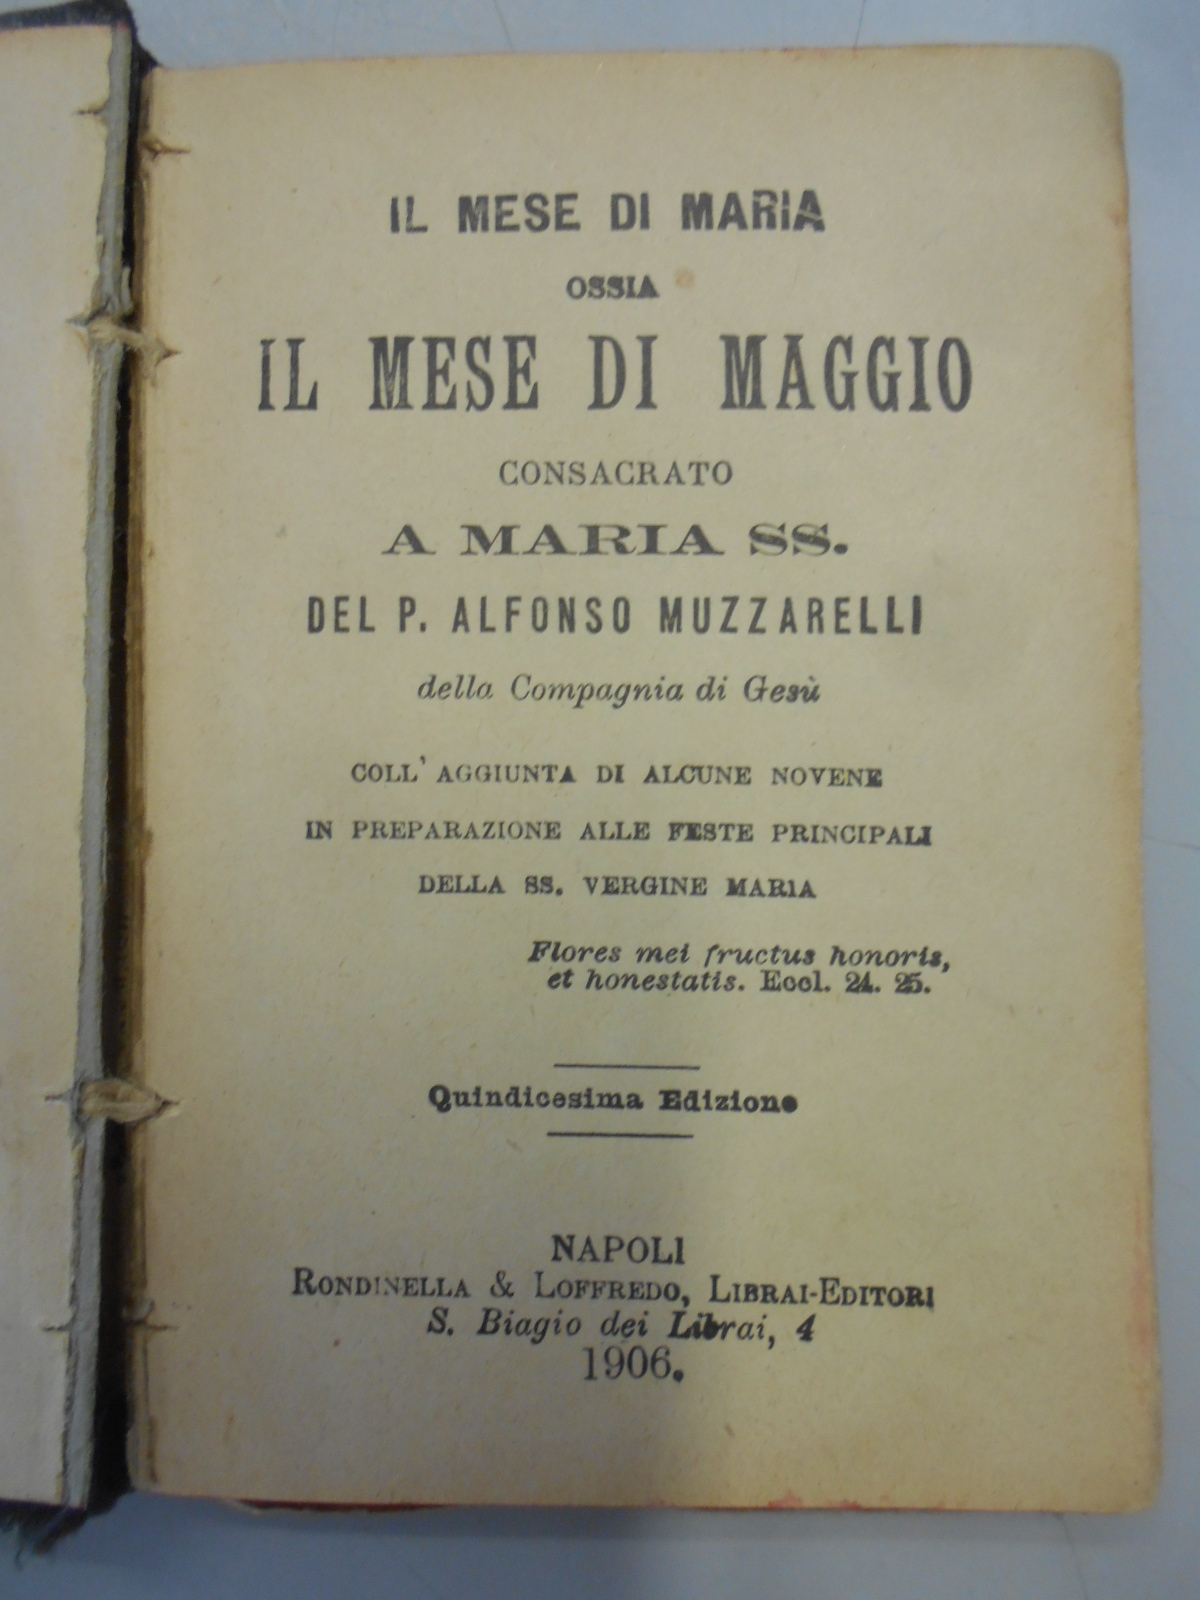 IL MESE DI MARIA
OSSIA
IL MESE DI MAGGIO
CONSACRATO
A MARIA SS.
DEL P. ALFONSO MUZZARELLI
della Compagnia di Gesù
COLL' AGGIUNTA DI ALCUNE NOVENE
IN PREPARAZIONE ALLE FESTE PRINCIPALI
DELLA SS. VERGINE MARIA
Flores mei fructus honoris,
et honestatis. Eccl. 24. 25.
Quindicesima Edizione
NAPOLI
RONDINELLA & LOFFREDO, LIBRAI-EDITORI
S. Biagio dei Librai, 4
1906.